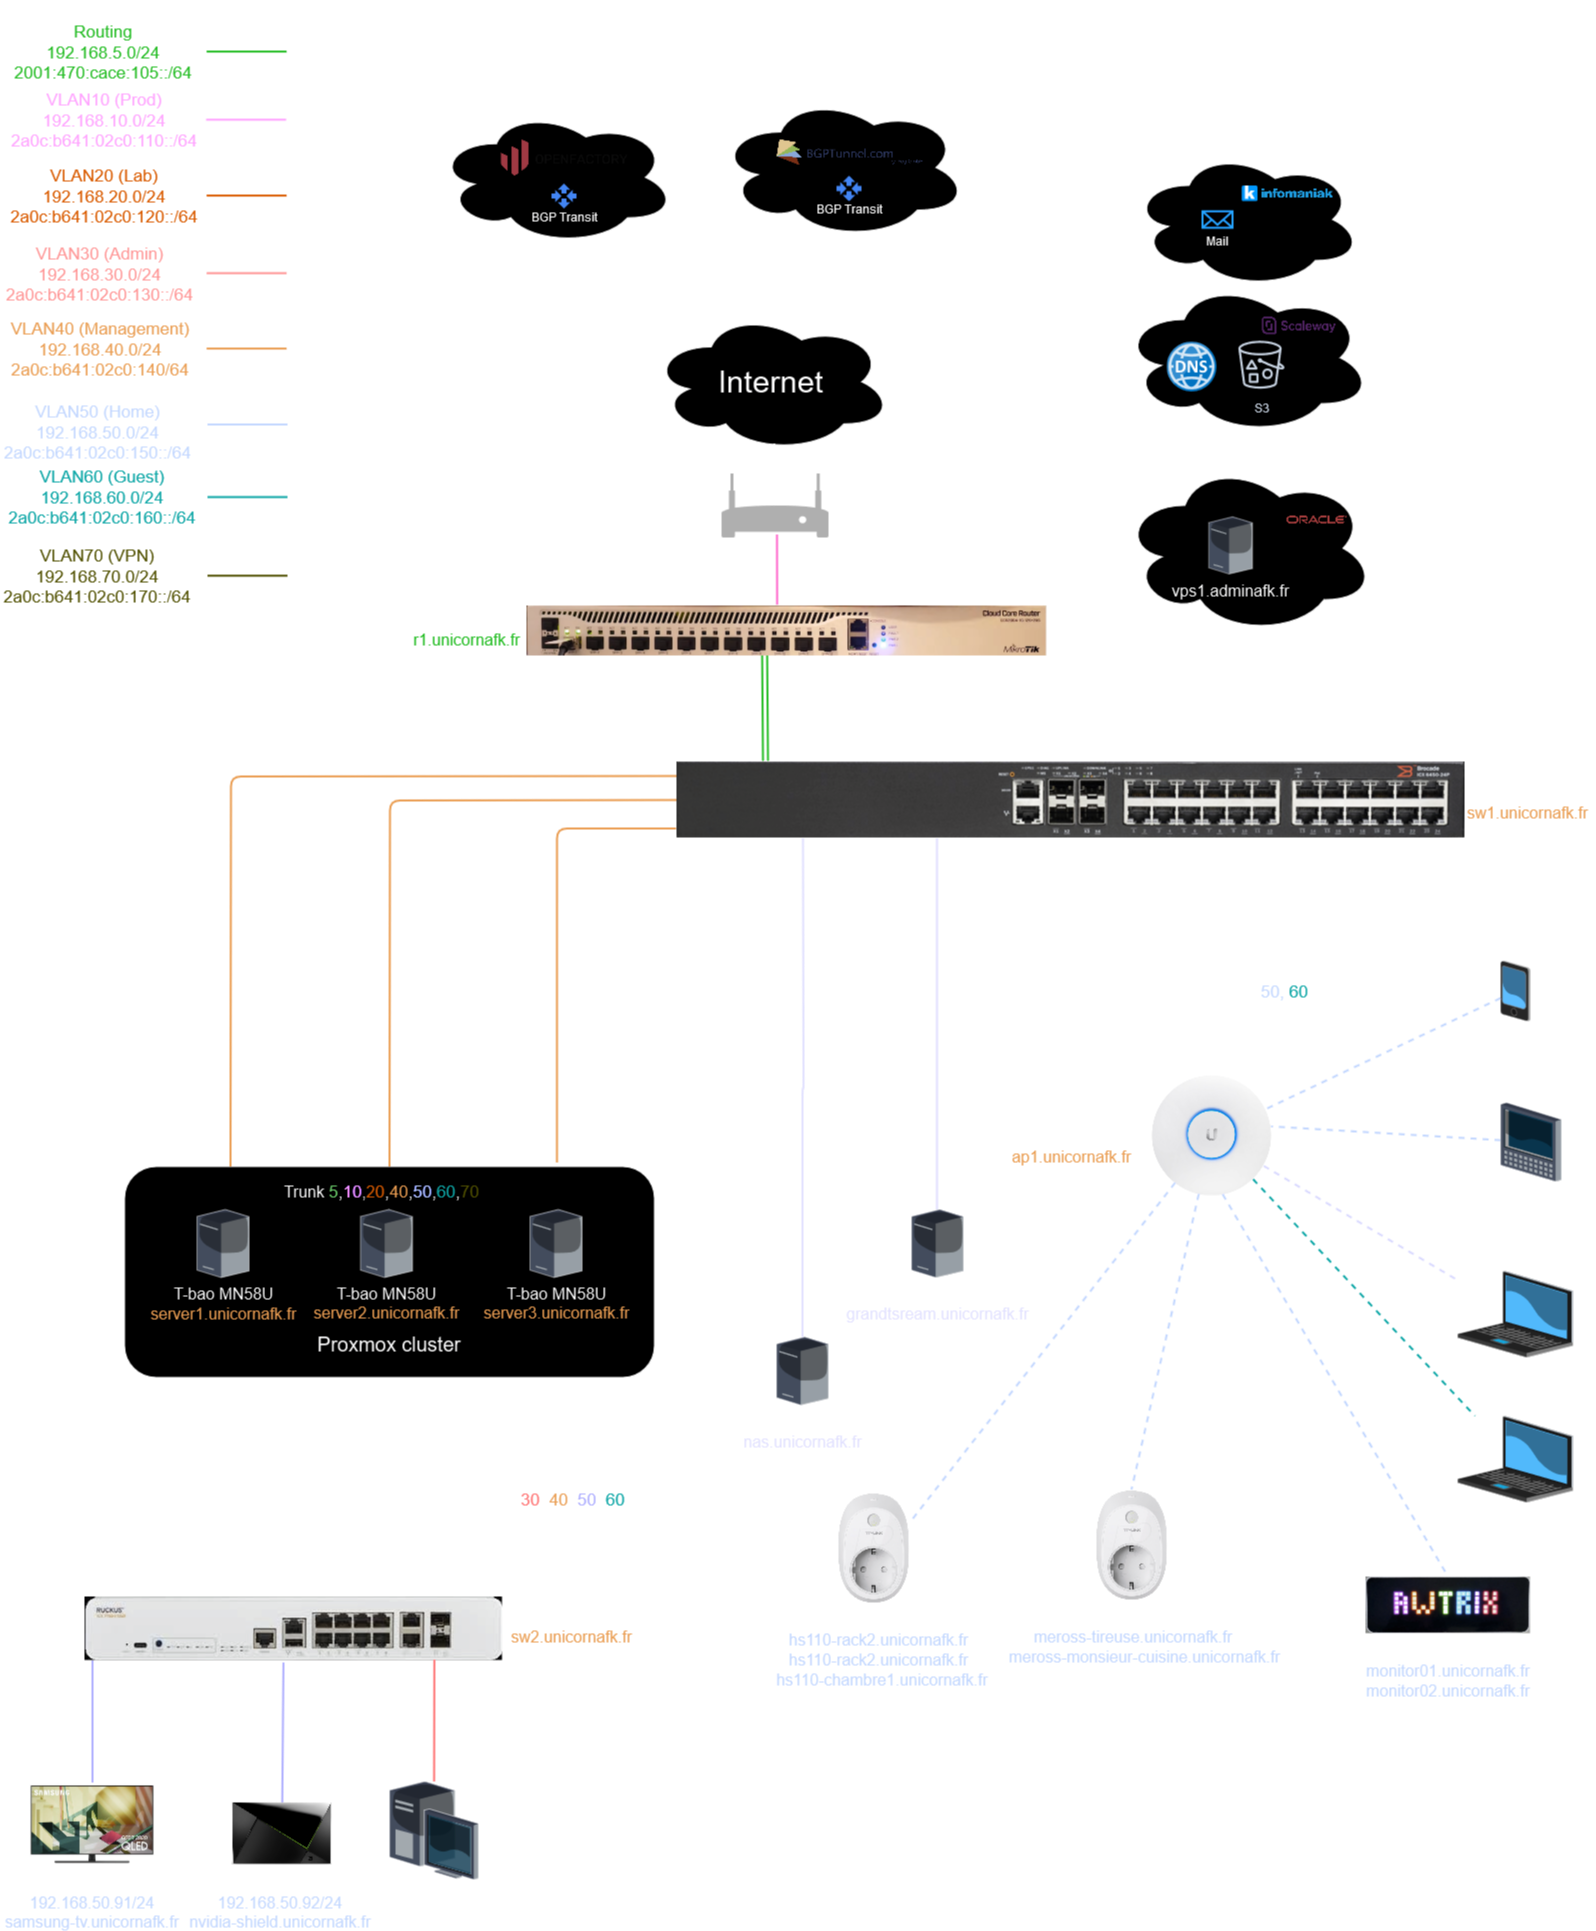 Routing
192.168.5.0/24
2001:470:cace:105::/64
VLAN10 (Prod)
192.168.10.0/24
2a0c:b641:02c0:110::/64
VLAN20 (Lab)
192.168.20.0/24
2a0c:b641:02c0:120::/64
VLAN30 (Admin)
192.168.30.0/24
2a0c:b641:02c0:130::/64
VLAN40 (Management)
192.168.40.0/24
2a0c:b641:02c0:140/64
VLAN50 (Home)
192.168.50.0/24
2a0c:b641:02c0:150::/64
VLAN60 (Guest)
192.168.60.0/24
2a0c:b641:02c0:160::/64
VLAN70 (VPN)
192.168.70.0/24
2a0c:b641:02c0:170::/64
OPENFACTORY
BGP Transit
BGPTunnel.com
BGP Transit
infomaniak
Mail
Scaleway
DNS
S3
Internet
ORACLE
vps1.adminafk.fr
Cloud Core Router
MikroTik
r1.unicornafk.fr
Brocade
sw1.unicornafk.fr
50, 60
ap1.unicornafk.fr
Trunk 5,10,20,40,50,60,70
T-bao MN58U
server1.unicornafk.fr
T-bao MN58U
server2.unicornafk.fr
T-bao MN58U
server3.unicornafk.fr
Proxmox cluster
grandtsream.unicornafk.fr
nas.unicornafk.fr
30 40 50 60
RUCKUS
sw2.unicornafk.fr
hs110-rack2.unicornafk.fr
hs110-rack2.unicornafk.fr
hs110-chambre1.unicornafk.fr
meross-tireuse.unicornafk.fr
meross-monsieur-cuisine.unicornafk.fr
AWTRIX
monitor01.unicornafk.fr
monitor02.unicornafk.fr
SAMSUNG
QLED
192.168.50.91/24
samsung-tv.unicornafk.fr
192.168.50.92/24
nvidia-shield.unicornafk.fr